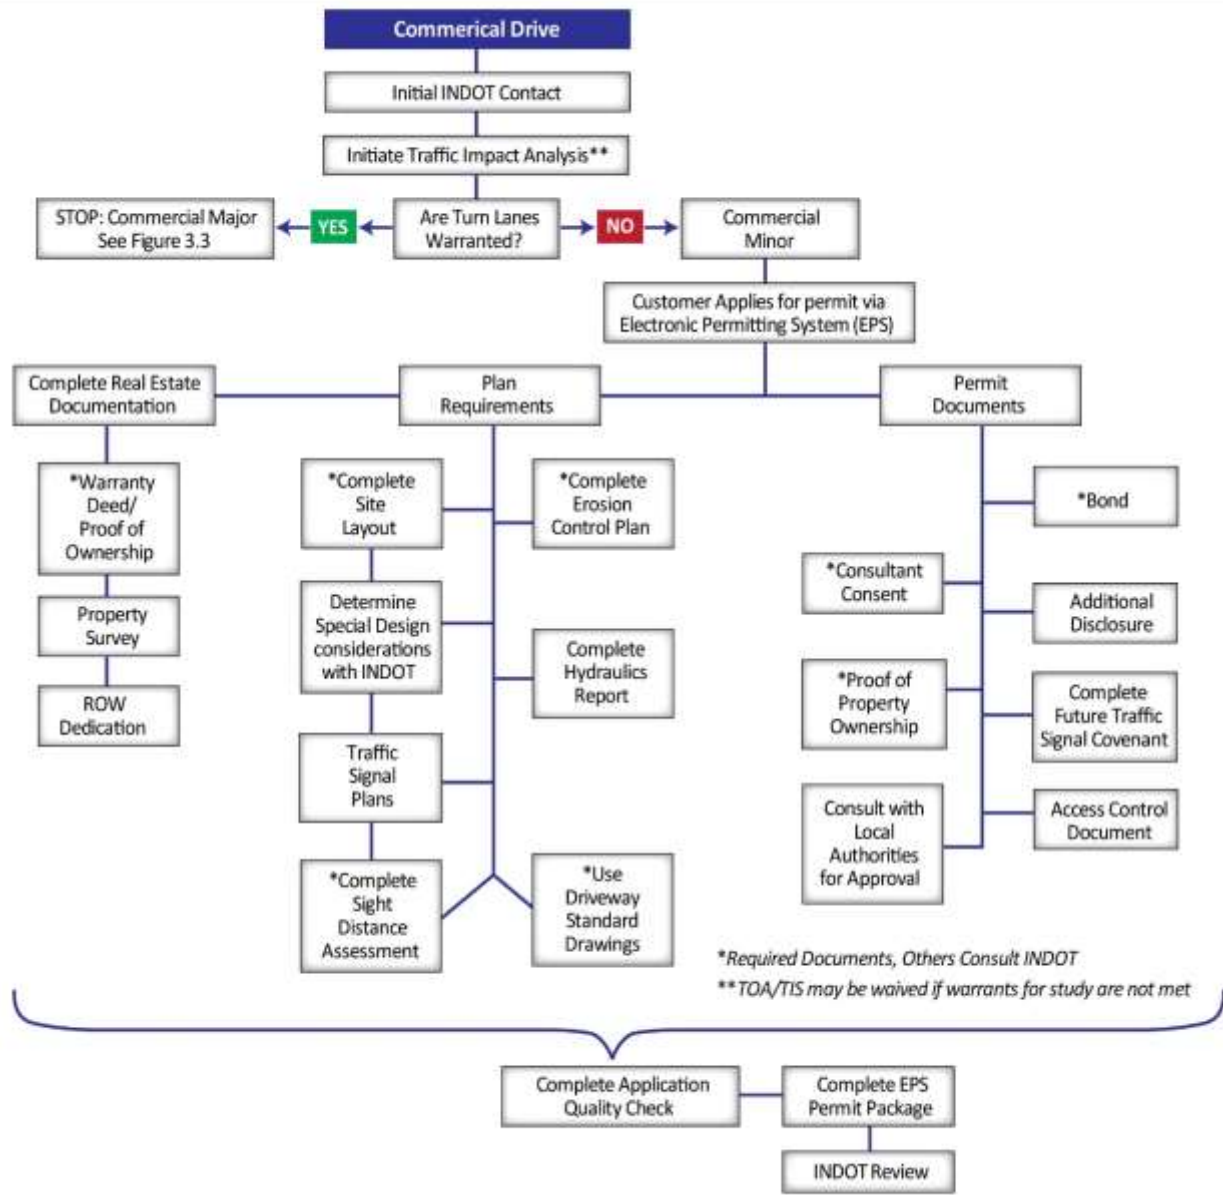 Commerical Drive
Initial INDOT Contact
Initiate Traffic Impact Analysis**
STOP: Commercial Major
See Figure 3.3
YES
Are Turn Lanes
Warranted?
NO
Commercial
Minor
Customer Applies for permit via
Electronic Permitting System (EPS)
Complete Real Estate
Documentation
Plan
Requirements
Permit
Documents
*Warranty
Deed/
Proof of
Ownership
Property
Survey
ROW
Dedication
*Complete
Site
Layout
Determine
Special Design
considerations
with INDOT
Traffic
Signal
Plans
*Complete
Sight
Distance
Assessment
*Complete
Erosion
Control Plan
Complete
Hydraulics
Report
*Use
Driveway
Standard
Drawings
*Bond
*Consultant
Consent
Additional
Disclosure
*Proof of
Property
Ownership
Complete
Future Traffic
Signal Covenant
Consult with
Local
Authorities
for Approval
Access Control
Document
*Required Documents, Others Consult INDOT
**TOA/TIS may be waived if warrants for study are not met
Complete Application
Quality Check
Complete EPS
Permit Package
INDOT Review